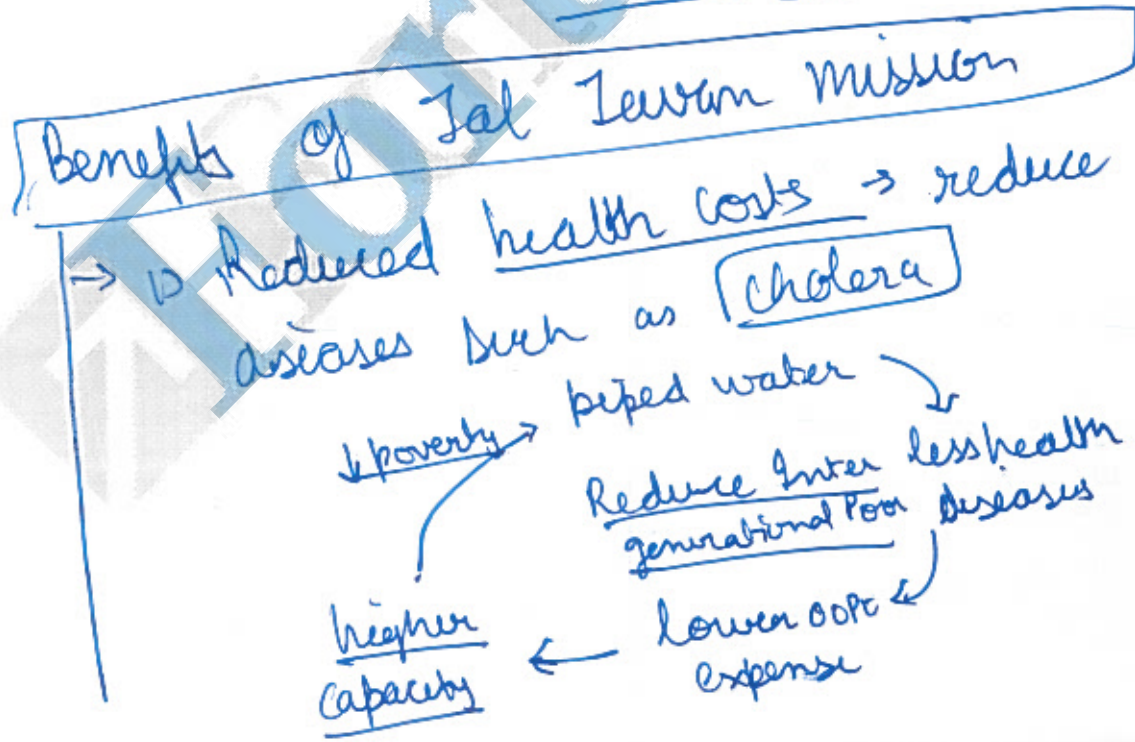 Benefits of Jal Jeevan Mission
→ 1) Reduced health costs → reduce
diseases such as cholera
piped water
↓ poverty
Reduce Inter
generational Poor
less health
diseases
lower OOPE
expense
higher
capacity